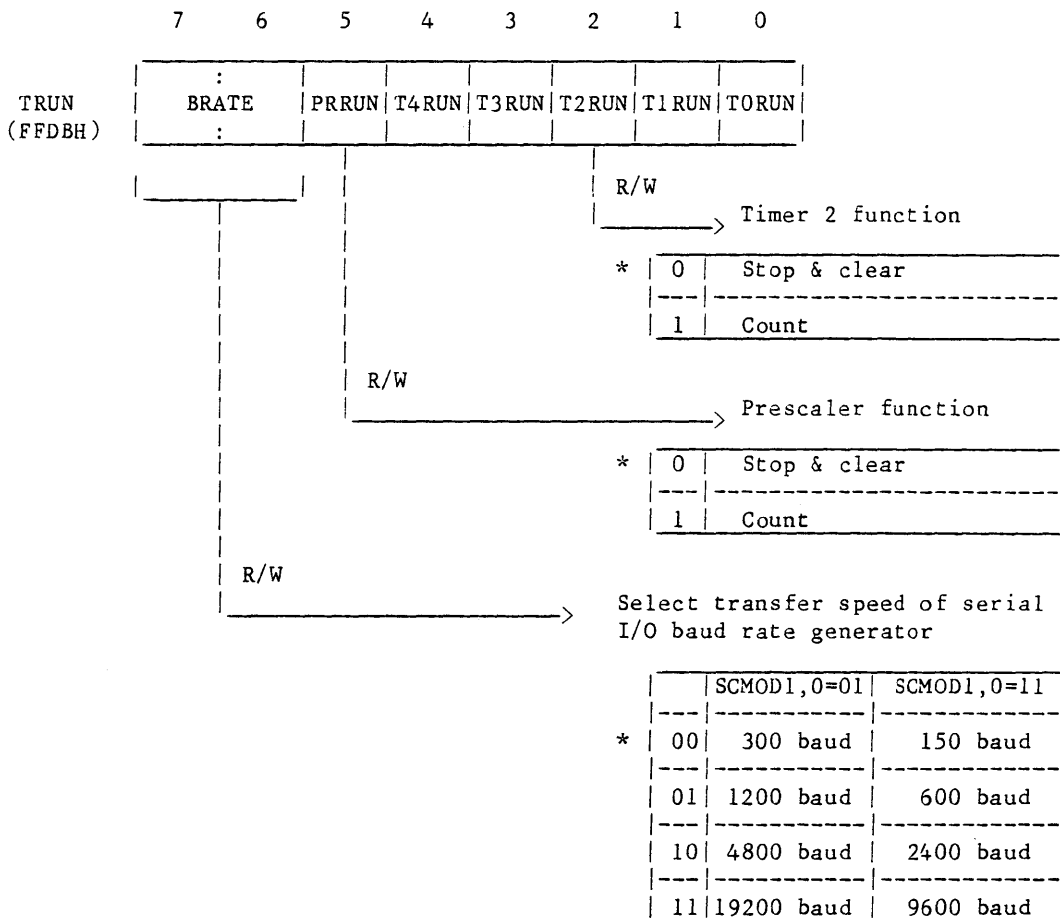 7 6 5 4 3 2 1 0
TRUN (FFDBH) BRATE PRRUN T4RUN T3RUN T2RUN T1RUN T0RUN
R/W
Timer 2 function
* 0 Stop & clear
1 Count
R/W
Prescaler function
* 0 Stop & clear
1 Count
R/W
Select transfer speed of serial
I/O baud rate generator
SCMOD1,0=01 SCMOD1,0=11
* 00 300 baud 150 baud
01 1200 baud 600 baud
10 4800 baud 2400 baud
11 19200 baud 9600 baud